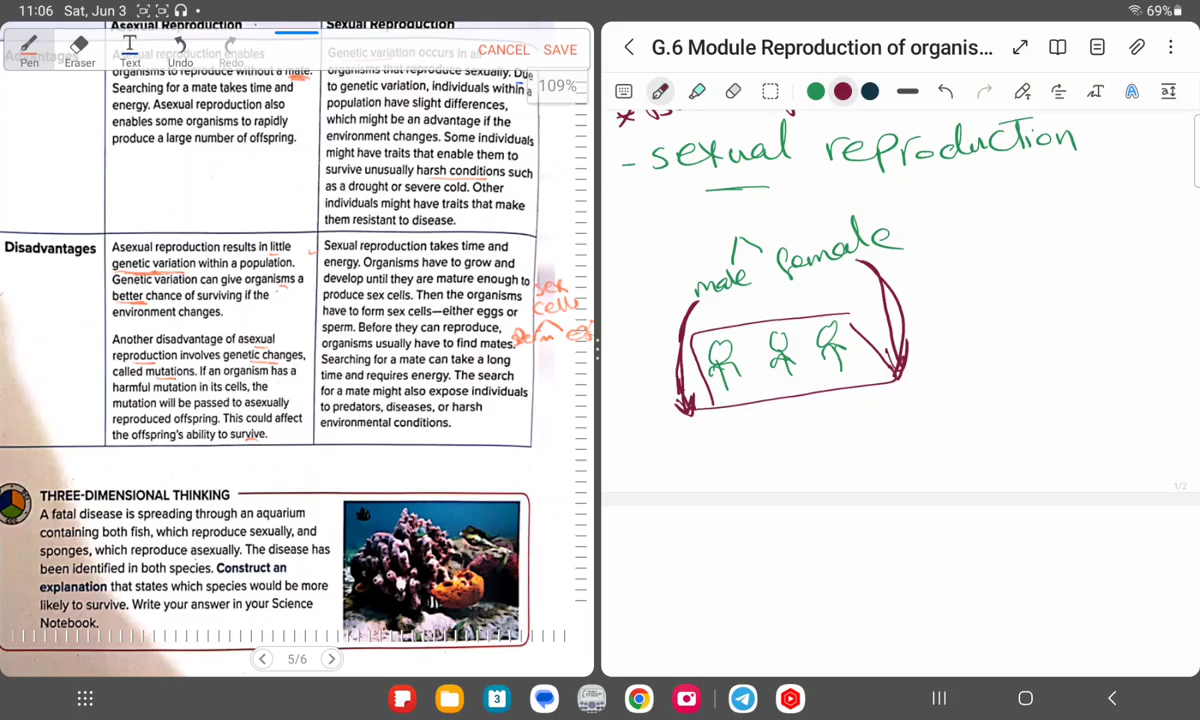 11:06 Sat, Jun 3
69%
Asexual Reproduction
Sexual Reproduction
Pen
Eraser
Text
Undo
Redo
CANCEL
SAVE
109%
Advantages
Asexual reproduction enables
organisms to reproduce without a mate.
Searching for a mate takes time and
energy. Asexual reproduction also
enables some organisms to rapidly
produce a large number of offspring.
Genetic variation occurs in all
organisms that reproduce sexually. Due
to genetic variation, individuals within a
population have slight differences,
which might be an advantage if the
environment changes. Some individuals
might have traits that enable them to
survive unusually harsh conditions such
as a drought or severe cold. Other
individuals might have traits that make
them resistant to disease.
Disadvantages
Asexual reproduction results in little
genetic variation within a population.
Genetic variation can give organisms a
better chance of surviving if the
environment changes.
Another disadvantage of asexual
reproduction involves genetic changes,
called mutations. If an organism has a
harmful mutation in its cells, the
mutation will be passed to asexually
reproduced offspring. This could affect
the offspring's ability to survive.
Sexual reproduction takes time and
energy. Organisms have to grow and
develop until they are mature enough to
produce sex cells. Then the organisms
have to form sex cells—either eggs or
sperm. Before they can reproduce,
organisms usually have to find mates.
Searching for a mate can take a long
time and requires energy. The search
for a mate might also expose individuals
to predators, diseases, or harsh
environmental conditions.
sex
cells
THREE-DIMENSIONAL THINKING
A fatal disease is spreading through an aquarium
containing both fish, which reproduce sexually, and
sponges, which reproduce asexually. The disease has
been identified in both species. Construct an
explanation that states which species would be more
likely to survive. Write your answer in your Science
Notebook.
5/6
G.6 Module Reproduction of organis...
- sexual reproduction
male female
1/2
3